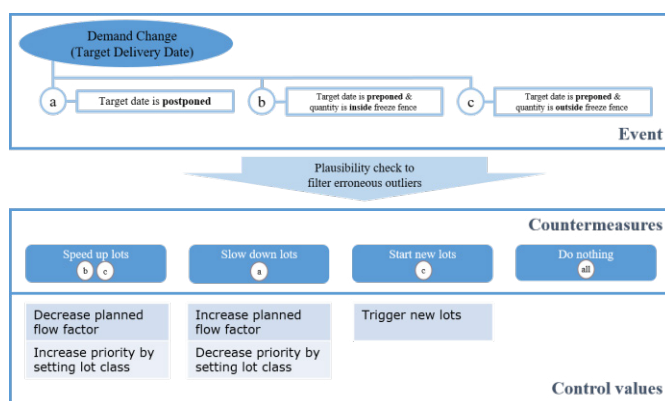 Demand Change
(Target Delivery Date)
a
Target date is postponed
b
Target date is preponed &
quantity is inside freeze fence
c
Target date is preponed &
quantity is outside freeze fence
Event
Plausibility check to
filter erroneous outliers
Countermeasures
Speed up lots
b c
Slow down lots
a
Start new lots
c
Do nothing
all
Decrease planned
flow factor
Increase priority by
setting lot class
Increase planned
flow factor
Decrease priority by
setting lot class
Trigger new lots
Control values